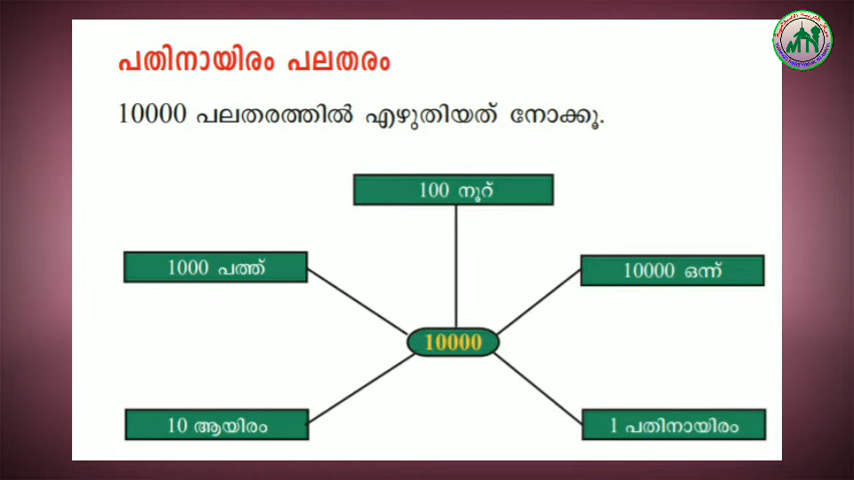 പതിനായിരം പലതരം
10000 പലതരത്തിൽ എഴുതിയത് നോക്കൂ.
100 നൂറ്
1000 പത്ത്
10000 ഒന്ന്
10000
10 ആയിരം
1 പതിനായിരം